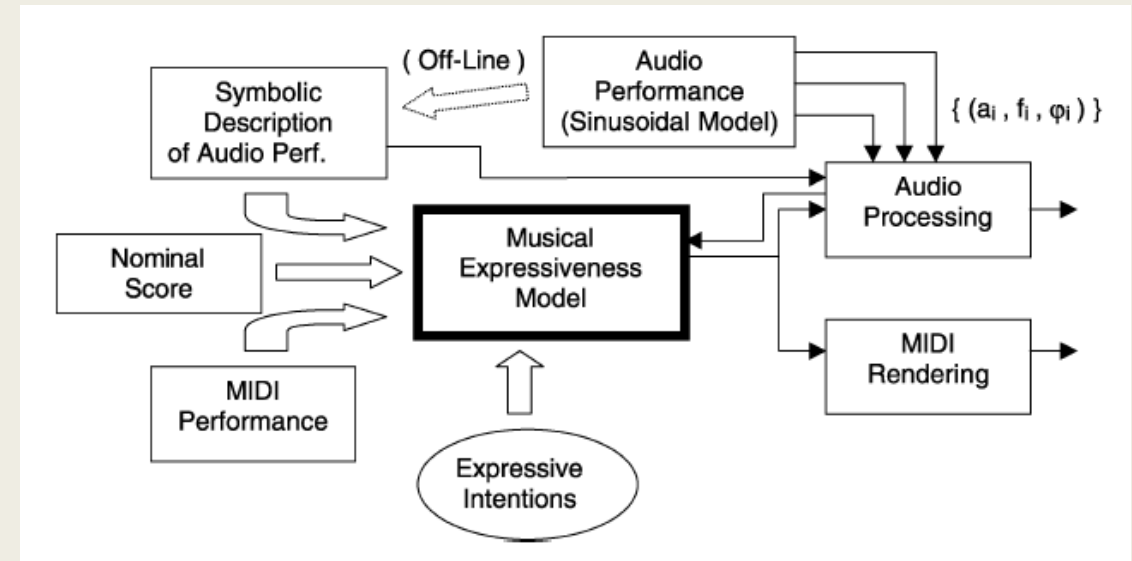 ( Off-Line )
Audio
Performance
(Sinusoidal Model)
{ (aᵢ , fᵢ , φᵢ ) }
Symbolic
Description
of Audio Perf.
Audio
Processing
Nominal
Score
Musical
Expressiveness
Model
MIDI
Performance
MIDI
Rendering
Expressive
Intentions